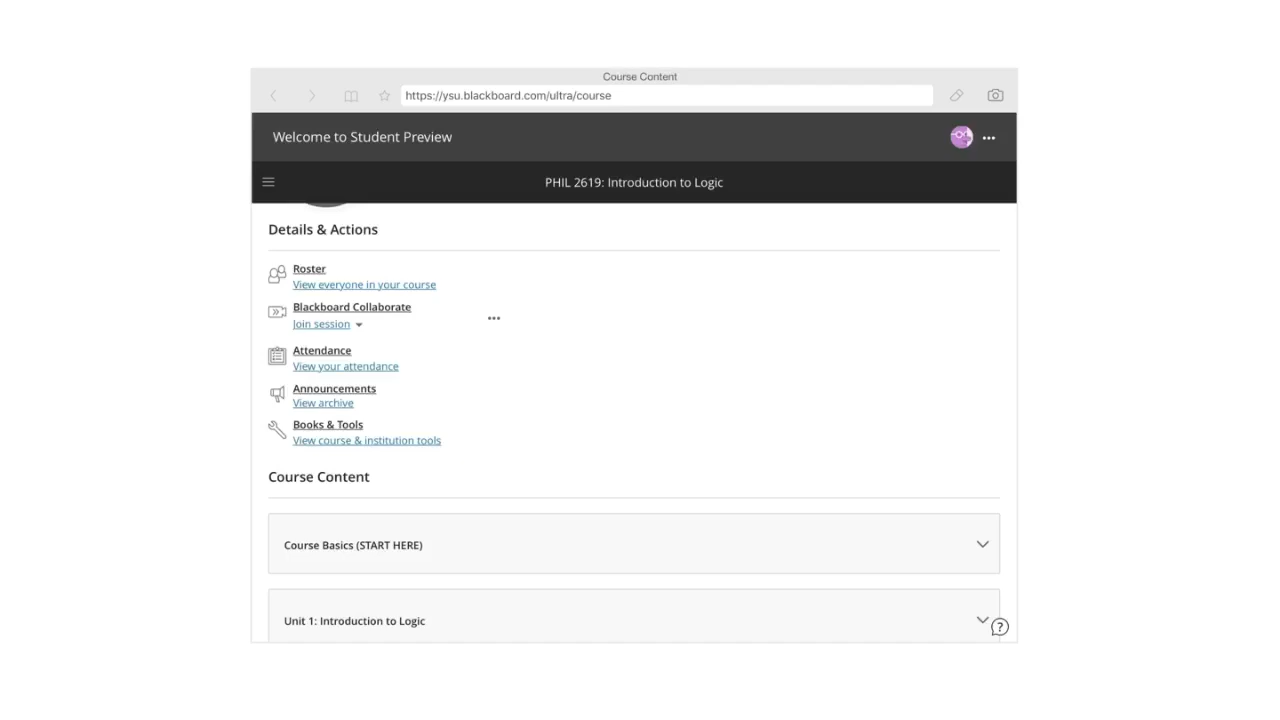 Course Content
https://ysu.blackboard.com/ultra/course
Welcome to Student Preview
PHIL 2619: Introduction to Logic
Details & Actions
Roster
View everyone in your course
Blackboard Collaborate
Join session
Attendance
View your attendance
Announcements
View archive
Books & Tools
View course & institution tools
Course Content
Course Basics (START HERE)
Unit 1: Introduction to Logic
?